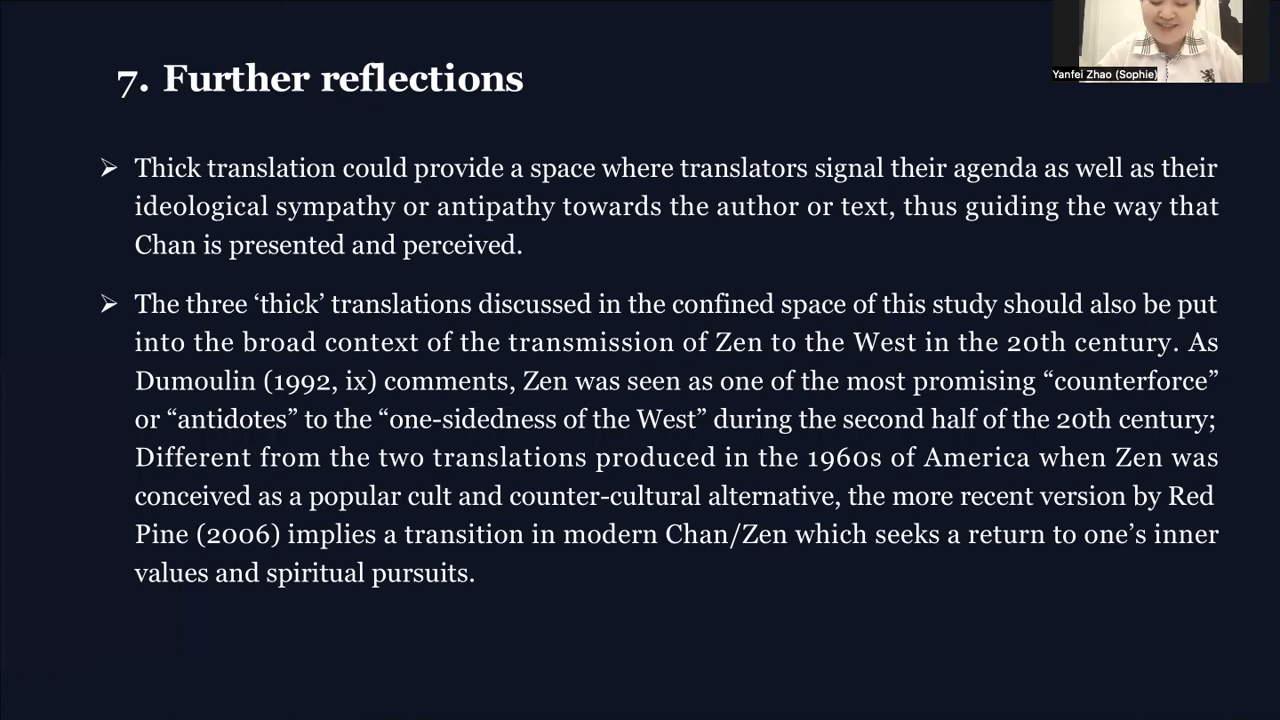 7. Further reflections
Yanfei Zhao (Sophie)
➢ Thick translation could provide a space where translators signal their agenda as well as their
ideological sympathy or antipathy towards the author or text, thus guiding the way that
Chan is presented and perceived.
➢ The three ‘thick’ translations discussed in the confined space of this study should also be put
into the broad context of the transmission of Zen to the West in the 20th century. As
Dumoulin (1992, ix) comments, Zen was seen as one of the most promising “counterforce”
or “antidotes” to the “one-sidedness of the West” during the second half of the 20th century;
Different from the two translations produced in the 1960s of America when Zen was
conceived as a popular cult and counter-cultural alternative, the more recent version by Red
Pine (2006) implies a transition in modern Chan/Zen which seeks a return to one’s inner
values and spiritual pursuits.